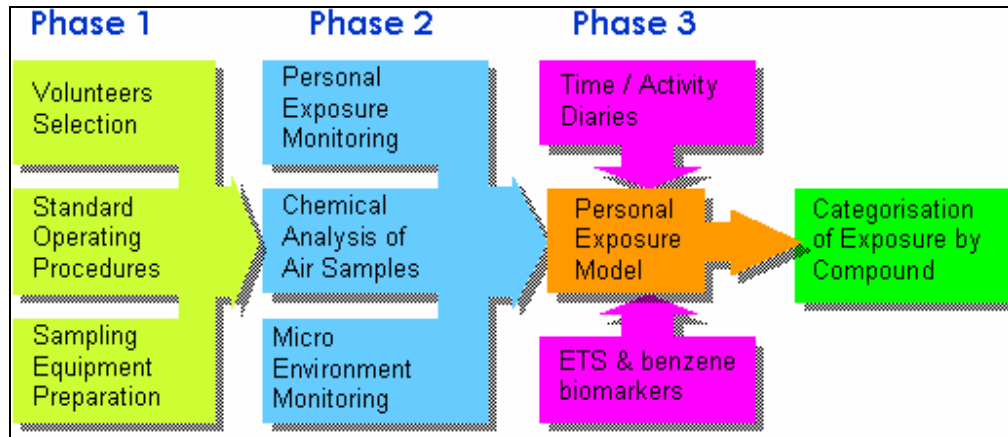 Phase 1
Phase 2
Phase 3
Volunteers
Selection
Standard
Operating
Procedures
Sampling
Equipment
Preparation
Personal
Exposure
Monitoring
Chemical
Analysis of
Air Samples
Micro
Environment
Monitoring
Time / Activity
Diaries
Personal
Exposure
Model
ETS & benzene
biomarkers
Categorisation
of Exposure by
Compound